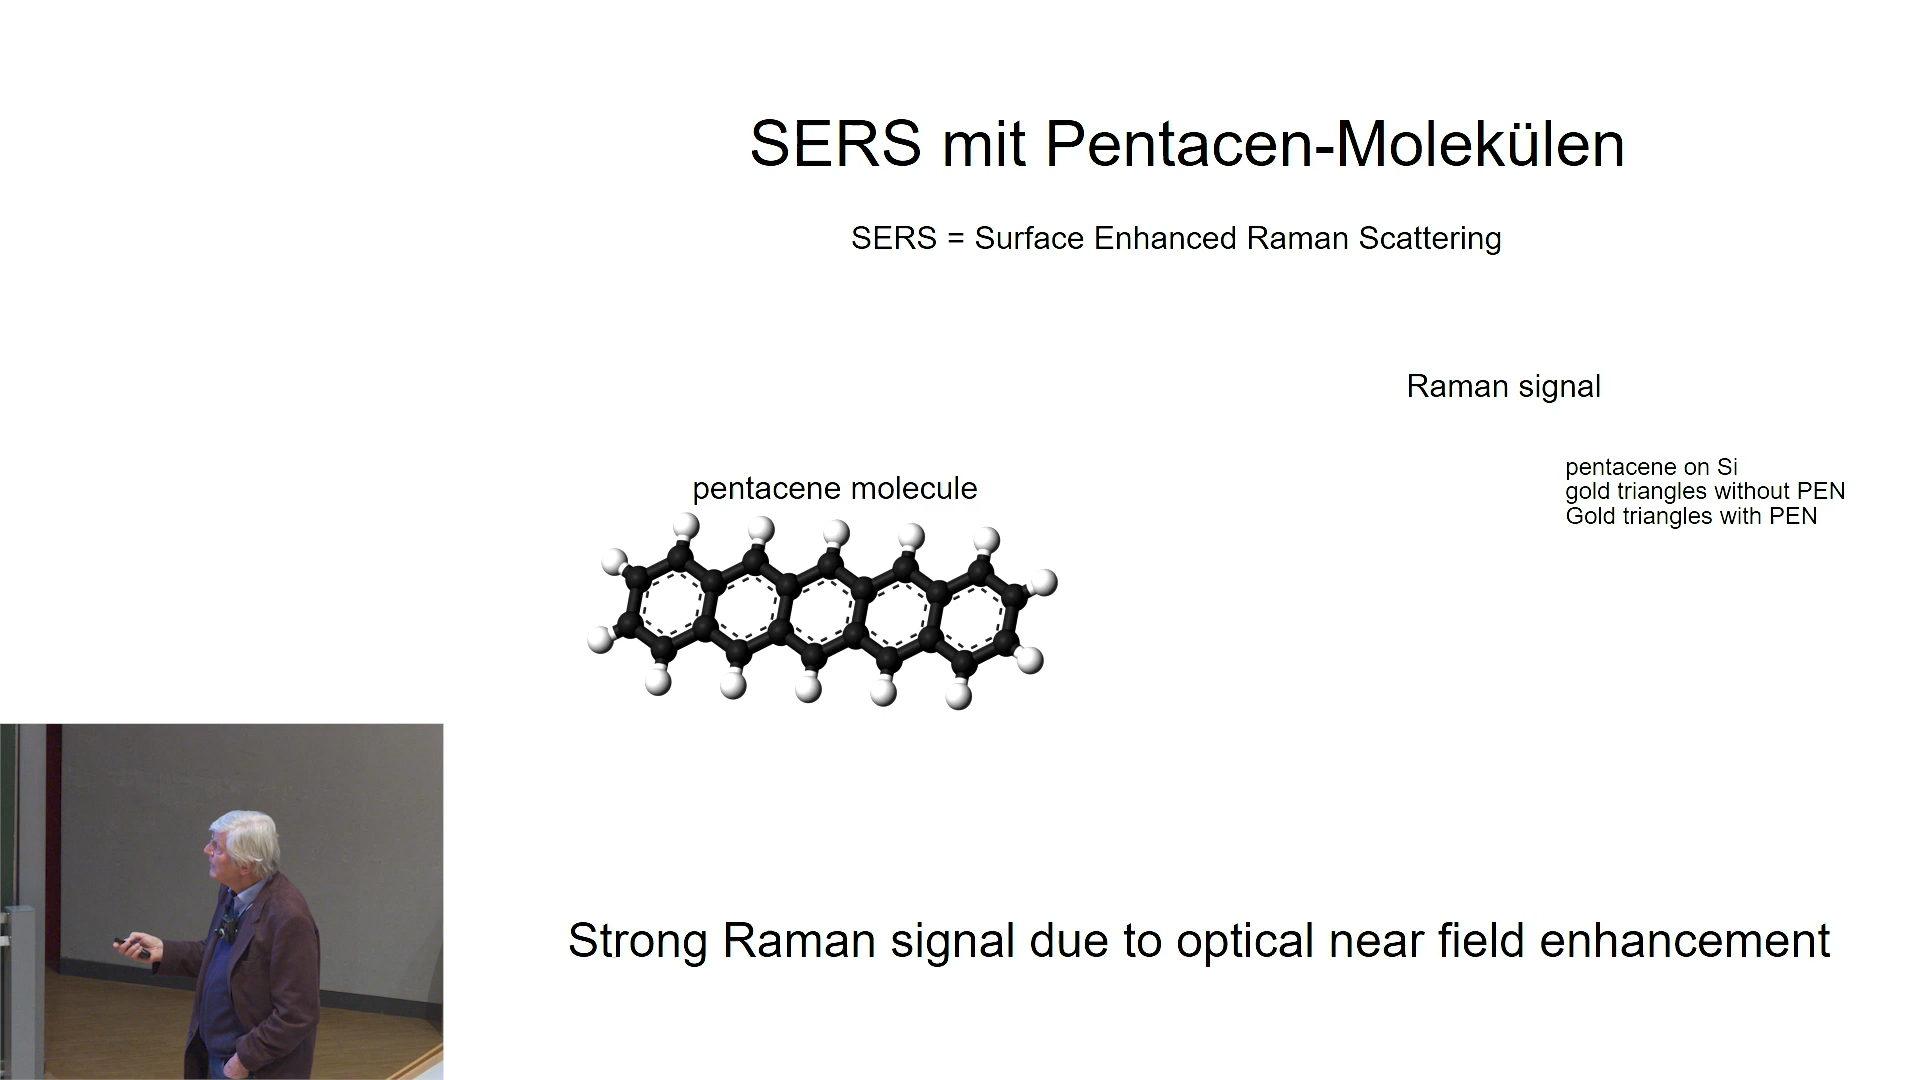 SERS mit Pentacen-Molekülen
SERS = Surface Enhanced Raman Scattering
Raman signal
pentacene on Si
gold triangles without PEN
Gold triangles with PEN
pentacene molecule
Strong Raman signal due to optical near field enhancement